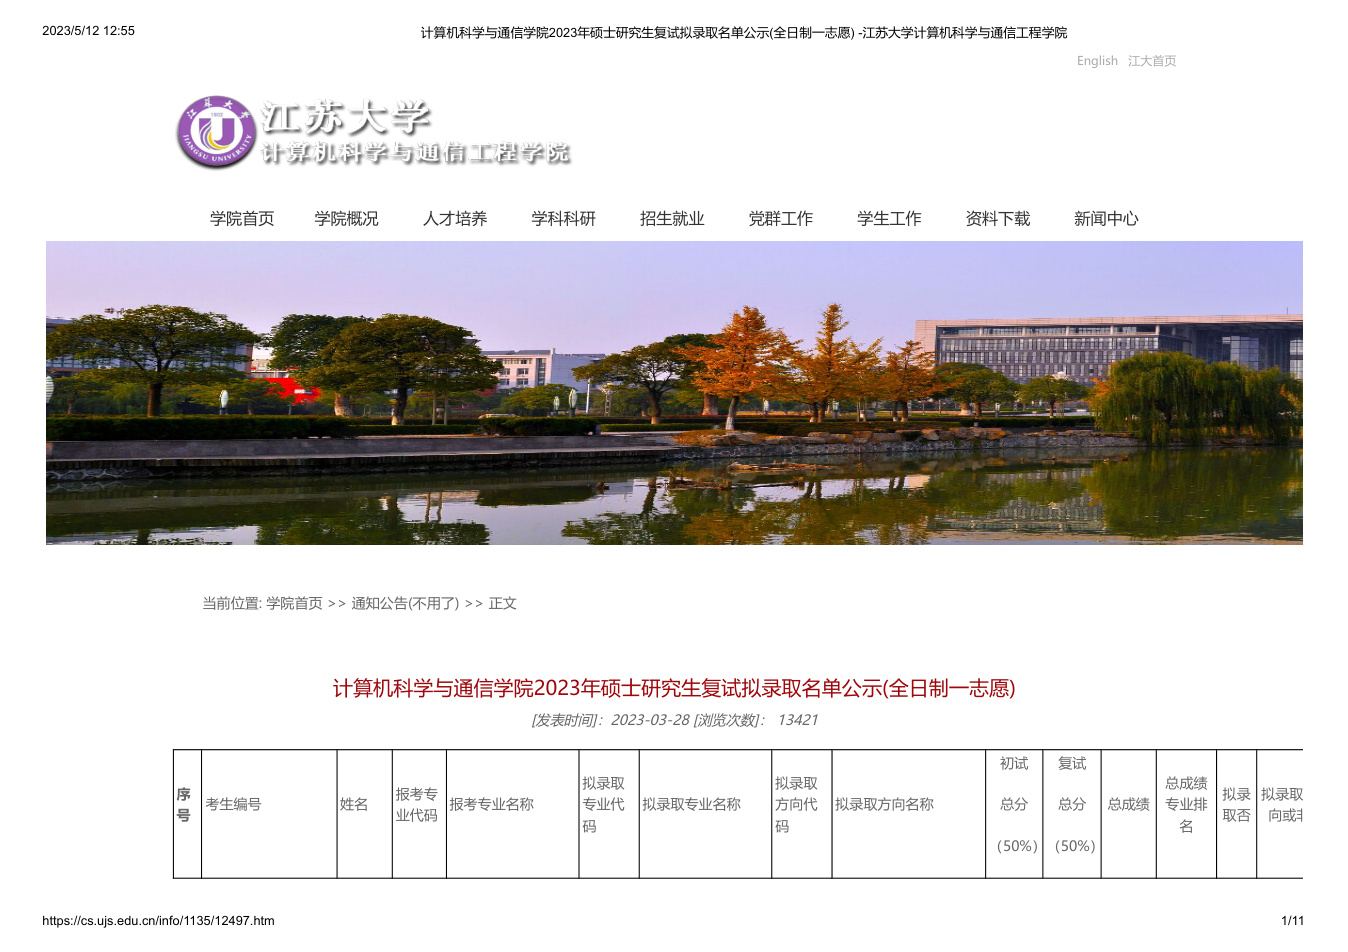 2023/5/12 12:55
计算机科学与通信学院2023年硕士研究生复试拟录取名单公示(全日制一志愿) -江苏大学计算机科学与通信工程学院
English 江大首页
江苏大学
计算机科学与通信工程学院
JIANGSU UNIVERSITY
学院首页 学院概况 人才培养 学科科研 招生就业 党群工作 学生工作 资料下载 新闻中心
当前位置: 学院首页 >> 通知公告(不用了) >> 正文
计算机科学与通信学院2023年硕士研究生复试拟录取名单公示(全日制一志愿)
[发表时间]：2023-03-28 [浏览次数]： 13421
序
号
考生编号
姓名
报考专
业代码
报考专业名称
拟录取
专业代
码
拟录取专业名称
拟录取
方向代
码
拟录取方向名称
初试
总分
（50%）
复试
总分
（50%）
总成绩
总成绩
专业排
名
拟录
取否
拟录取
向或
https://cs.ujs.edu.cn/info/1135/12497.htm
1/11